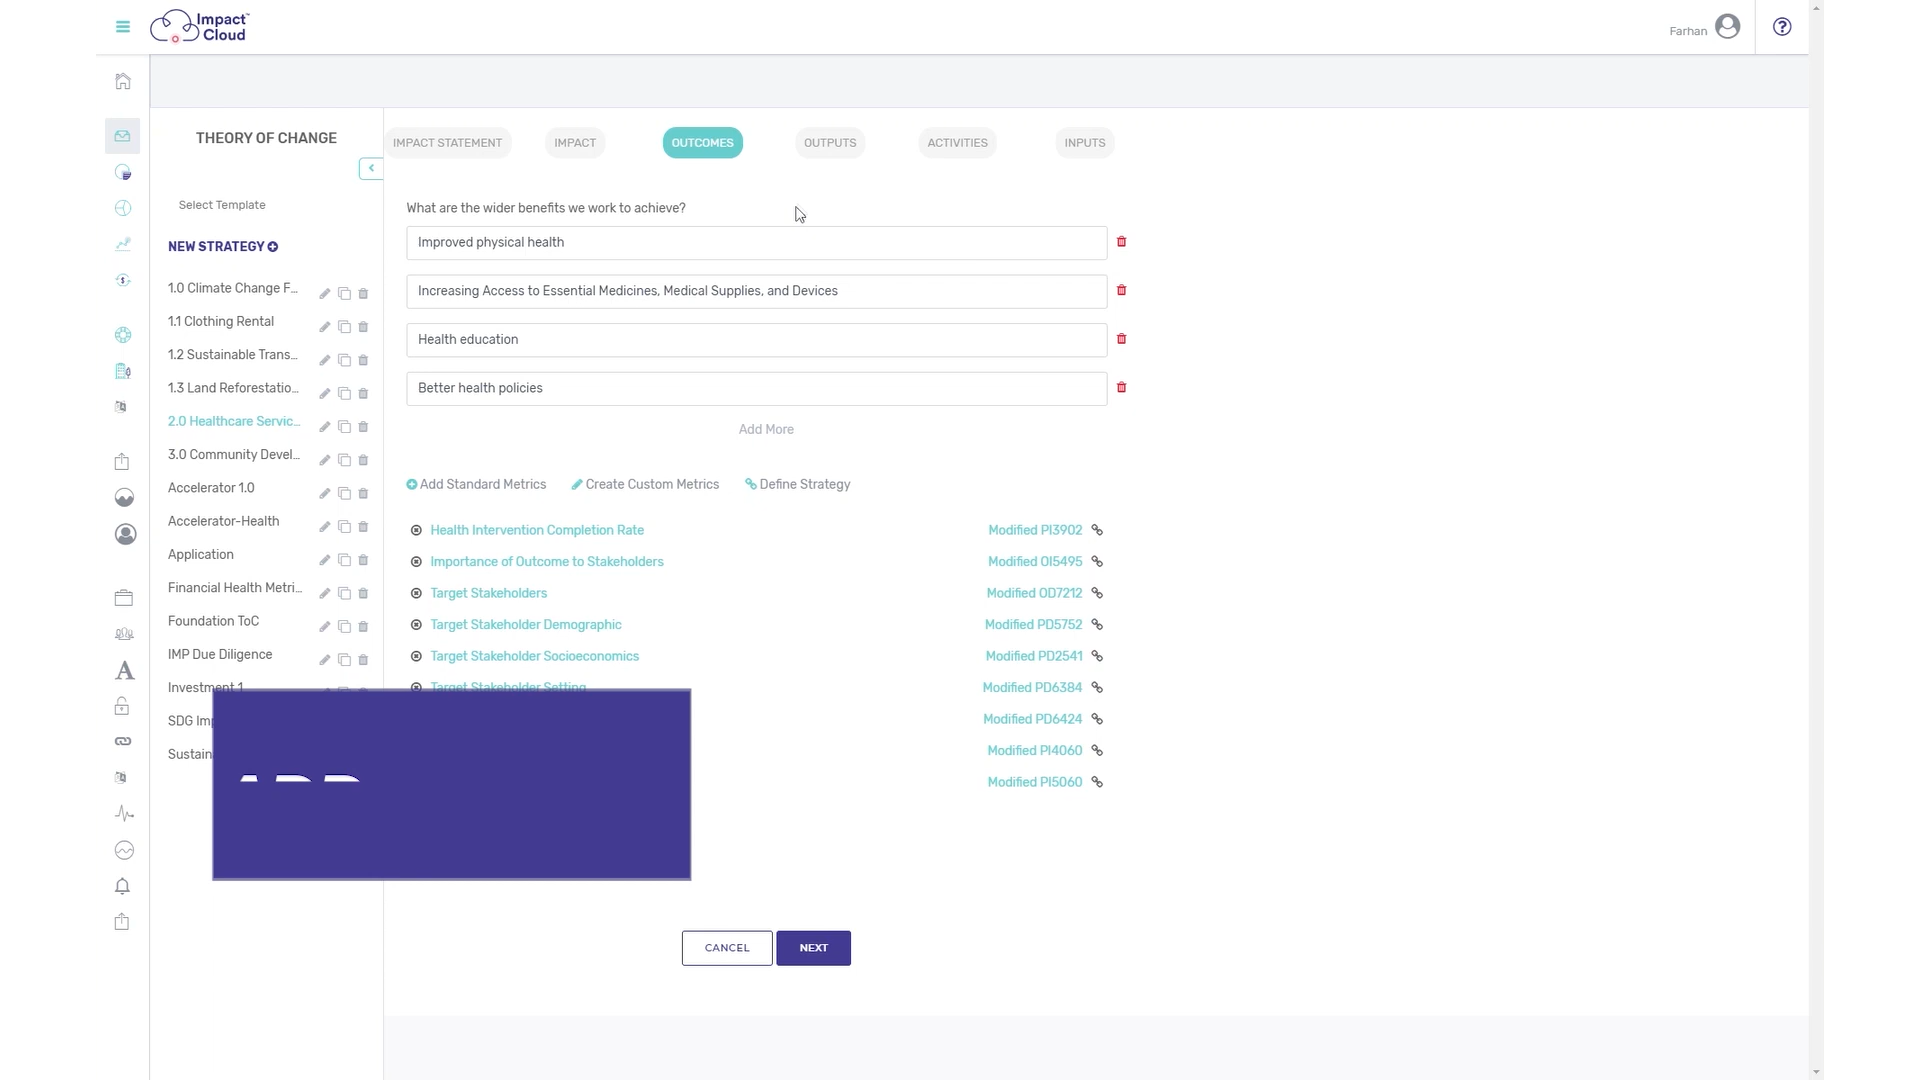 Impact™
Cloud
Farhan
THEORY OF CHANGE
Select Template
NEW STRATEGY
1.0 Climate Change F...
1.1 Clothing Rental
1.2 Sustainable Trans...
1.3 Land Reforestatio...
2.0 Healthcare Servic...
3.0 Community Devel...
Accelerator 1.0
Accelerator-Health
Application
Financial Health Metri...
Foundation ToC
IMP Due Diligence
Investment 1
SDG
Sustain
IMPACT STATEMENT
IMPACT
OUTCOMES
OUTPUTS
ACTIVITIES
INPUTS
What are the wider benefits we work to achieve?
Improved physical health
Increasing Access to Essential Medicines, Medical Supplies, and Devices
Health education
Better health policies
Add More
Add Standard Metrics Create Custom Metrics Define Strategy
Health Intervention Completion Rate Modified PI3902
Importance of Outcome to Stakeholders Modified OI5495
Target Stakeholders Modified OD7212
Target Stakeholder Demographic Modified PD5752
Target Stakeholder Socioeconomics Modified PD2541
Target Stakeholder Setting Modified PD6384
Modified PD6424
Modified PI4060
Modified PI5060
CANCEL NEXT